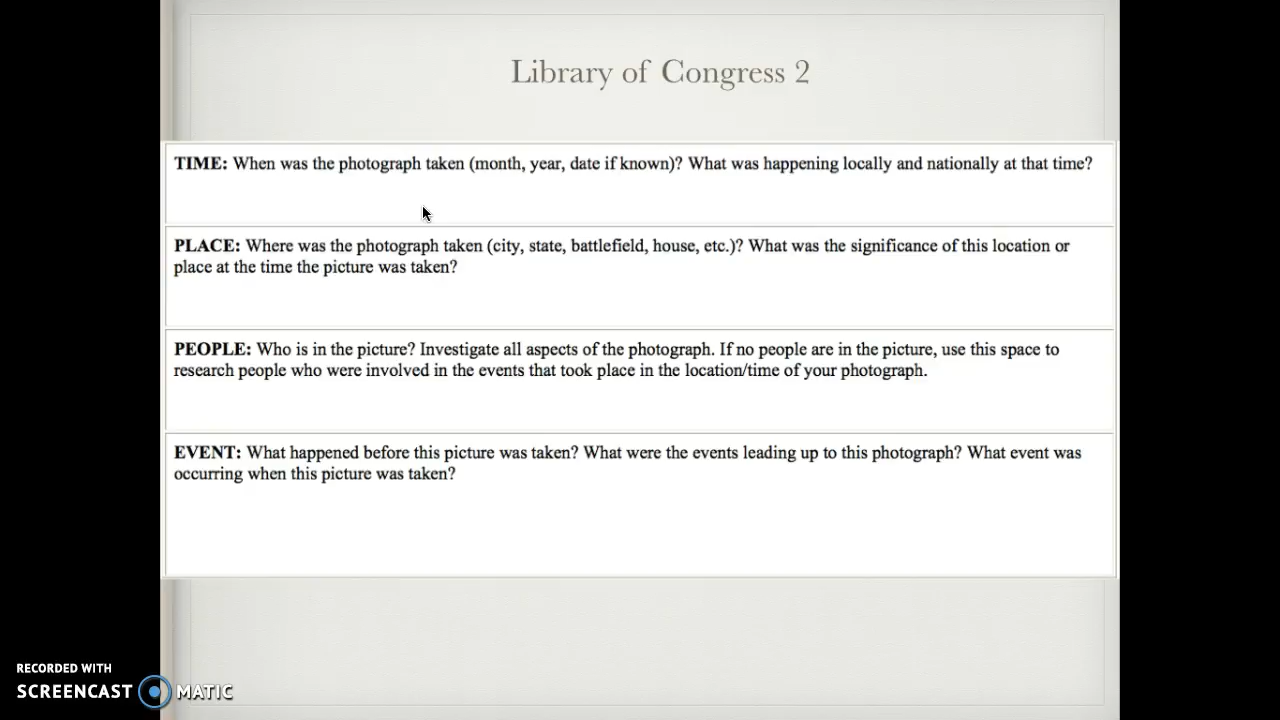 Library of Congress 2
TIME: When was the photograph taken (month, year, date if known)? What was happening locally and nationally at that time?
PLACE: Where was the photograph taken (city, state, battlefield, house, etc.)? What was the significance of this location or
place at the time the picture was taken?
PEOPLE: Who is in the picture? Investigate all aspects of the photograph. If no people are in the picture, use this space to
research people who were involved in the events that took place in the location/time of your photograph.
EVENT: What happened before this picture was taken? What were the events leading up to this photograph? What event was
occurring when this picture was taken?
RECORDED WITH
SCREENCAST MATIC